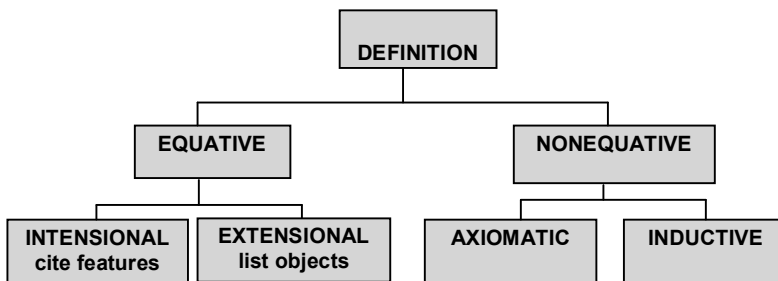 DEFINITION
EQUATIVE
NONEQUATIVE
INTENSIONAL
cite features
EXTENSIONAL
list objects
AXIOMATIC
INDUCTIVE